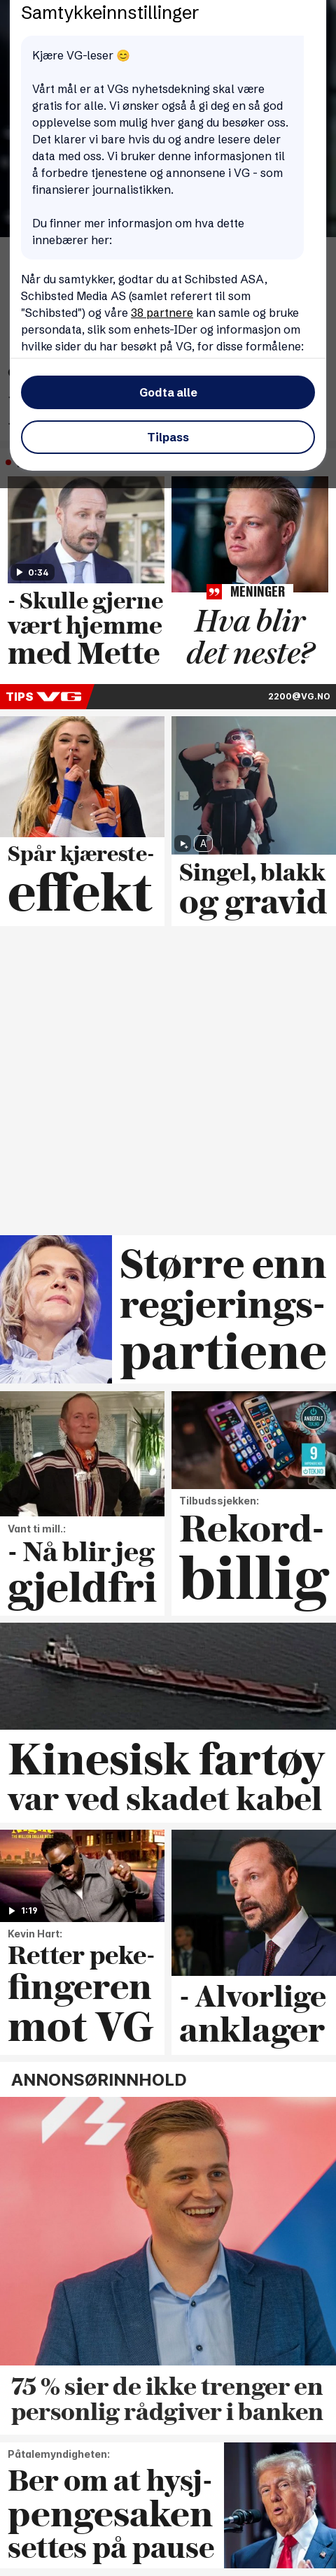 Samtykkeinnstillinger
Kjære VG-leser 😊
Vårt mål er at VGs nyhetsdekning skal være
gratis for alle. Vi ønsker også å gi deg en så god
opplevelse som mulig hver gang du besøker oss.
Det klarer vi bare hvis du og andre lesere deler
data med oss. Vi bruker denne informasjonen til
å forbedre tjenestene og annonsene i VG - som
finansierer journalistikken.
Du finner mer informasjon om hva dette
innebærer her:
Når du samtykker, godtar du at Schibsted ASA,
Schibsted Media AS (samlet referert til som
"Schibsted") og våre 38 partnere kan samle og bruke
persondata, slik som enhets-IDer og informasjon om
hvilke sider du har besøkt på VG, for disse formålene:
Godta alle
Tilpass
0:34
- Skulle gjerne
vært hjemme
med Mette
MENINGER
Hva blir
det neste?
TIPS VG
2200@VG.NO
Spår kjæreste-
effekt
A
Singel, blakk
og gravid
Større enn
regjerings-
partiene
Vant ti mill.:
- Nå blir jeg
gjeldfri
ANBEFALT
9
TEKNO
Tilbudssjekken:
Rekord-
billig
Kinesisk fartøy
var ved skadet kabel
1:19
Kevin Hart:
Retter peke-
fingeren
mot VG
- Alvorlige
anklager
ANNONSØRINNHOLD
75 % sier de ikke trenger en
personlig rådgiver i banken
Påtalemyndigheten:
Ber om at hysj-
pengesaken
settes på pause